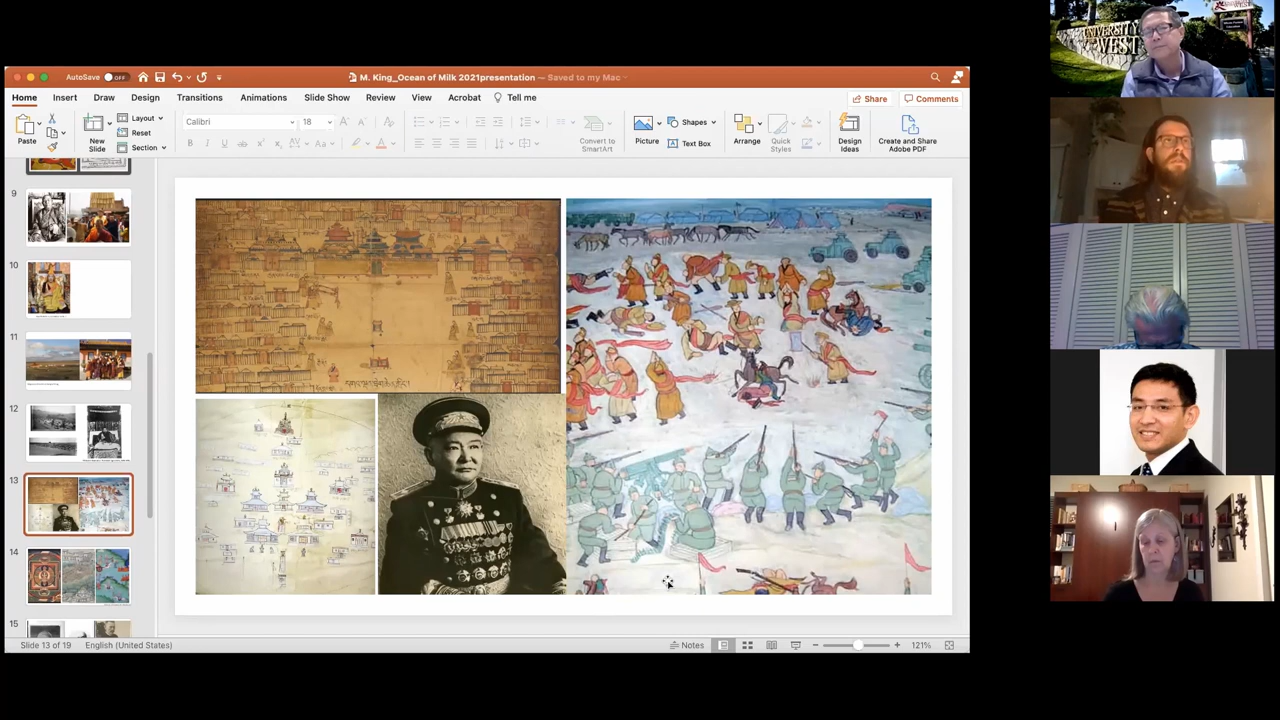 AutoSave OFF
M. King_Ocean of Milk 2021presentation — Saved to my Mac
Home Insert Draw Design Transitions Animations Slide Show Review View Acrobat Tell me
Share Comments
Paste
New Slide
Layout
Reset
Section
Calibri 18
Convert to SmartArt
Picture
Shapes
Text Box
Arrange
Quick Styles
Design Ideas
Create and Share Adobe PDF
9
10
11
12
13
14
15
Slide 13 of 19 English (United States)
Notes
121%
UNIVERSITY
WEST